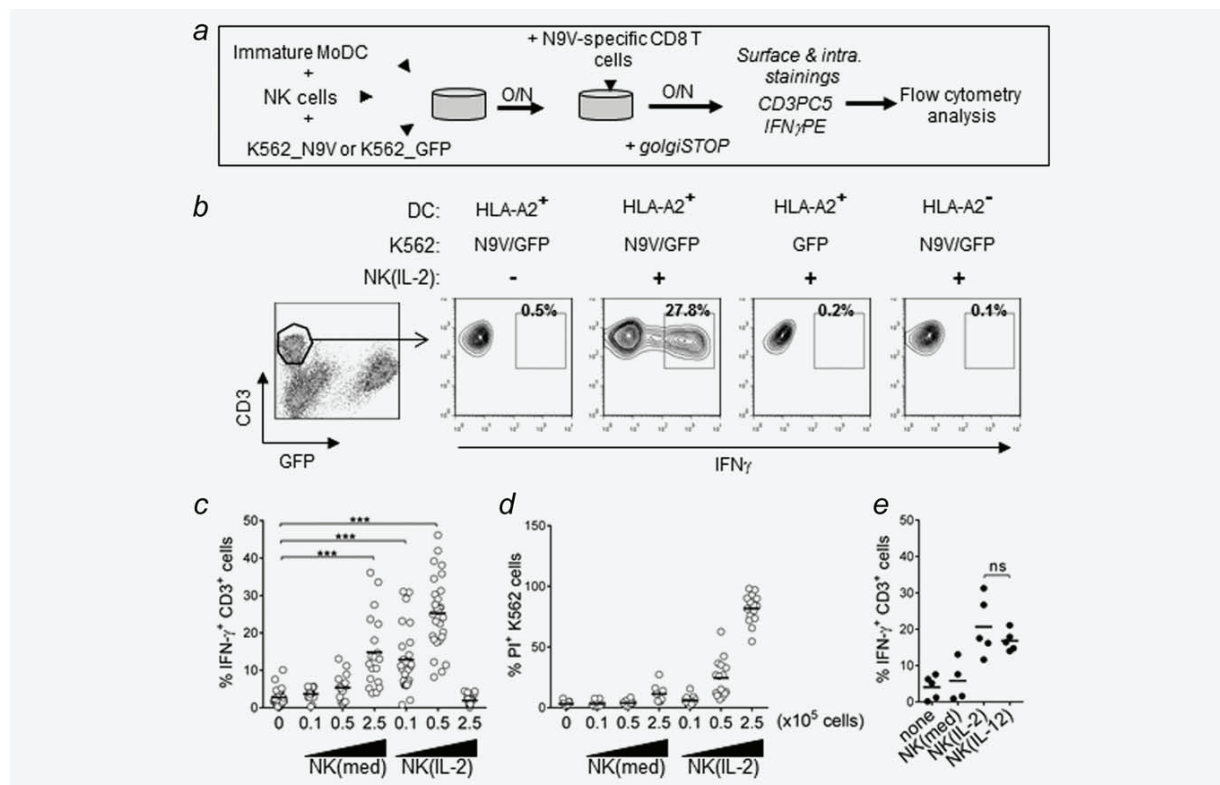 a
Immature MoDC
+
NK cells
+
K562_N9V or K562_GFP
O/N
+ N9V-specific CD8 T
cells
O/N
+ golgiSTOP
Surface & intra.
stainings
CD3PC5
IFNγPE
Flow cytometry
analysis
b
DC: HLA-A2+ HLA-A2+ HLA-A2+ HLA-A2-
K562: N9V/GFP N9V/GFP GFP N9V/GFP
NK(IL-2): - + + +
0.5% 27.8% 0.2% 0.1%
CD3
GFP
IFNγ
c
% IFN-γ+ CD3+ cells
50
40
30
20
10
0
*** 
***
***
0 0.1 0.5 2.5 0.1 0.5 2.5
NK(med) NK(IL-2)
d
% PI+ K562 cells
150
100
50
0
0 0.1 0.5 2.5 0.1 0.5 2.5 (x105 cells)
NK(med) NK(IL-2)
e
% IFN-γ+ CD3+ cells
50
40
30
20
10
0
ns
none
NK(med)
NK(IL-2)
NK(IL-12)